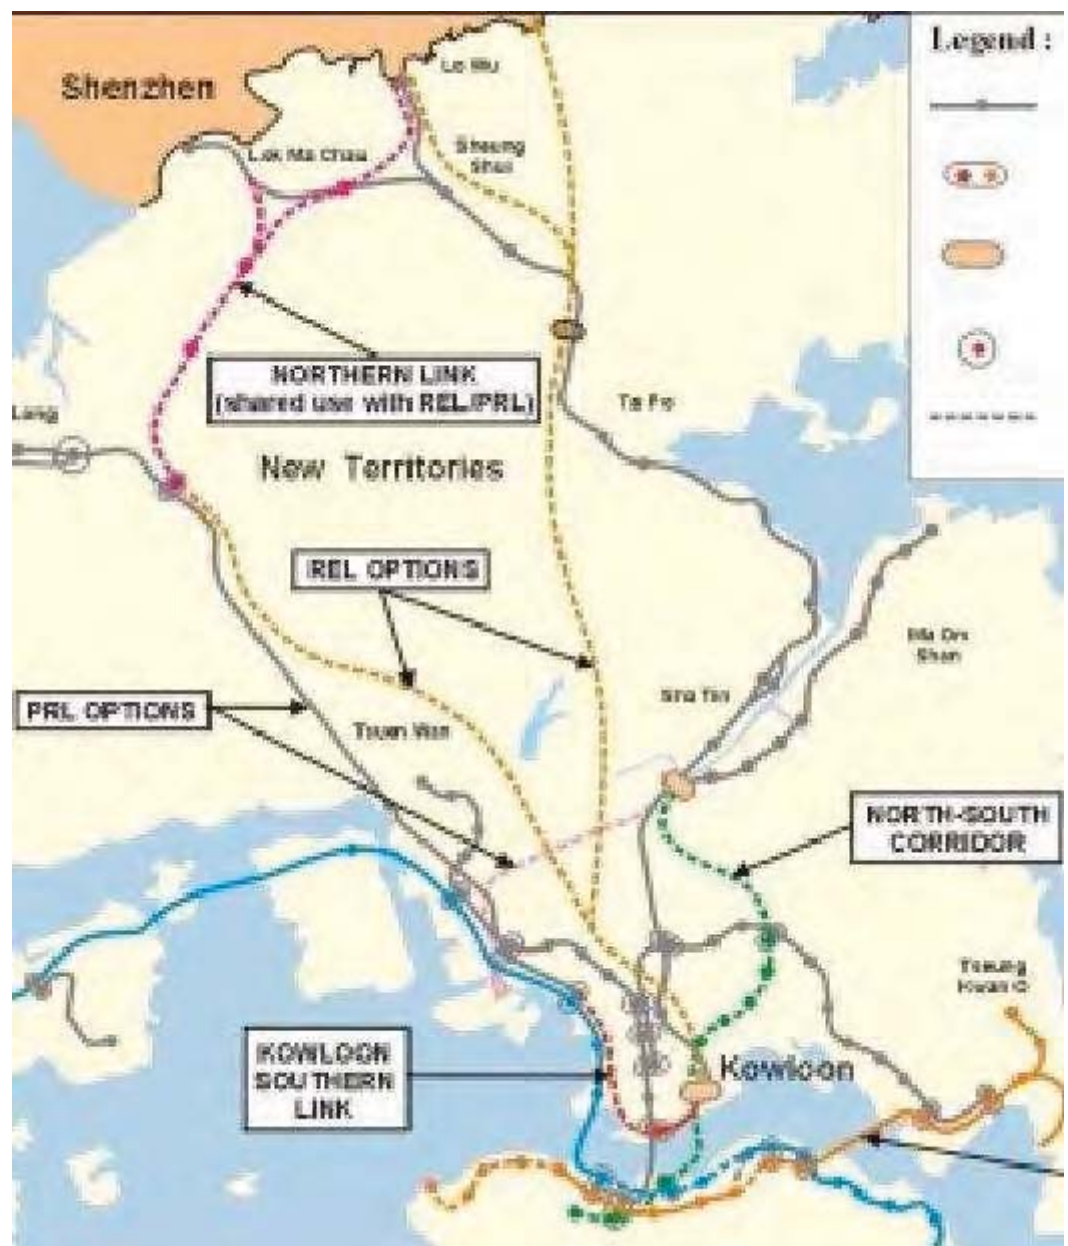 Legend :
Shenzhen
Lo Wu
Lok Ma Chau
Sheung
Shui
NORTHERN LINK
(shared use with REL/PRL)
Long
Tai Po
New Territories
REL OPTIONS
Ma On
Shan
Sha Tin
PRL OPTIONS
Tsuen Wan
NORTH-SOUTH
CORRIDOR
Tseung
Kwan O
KOWLOON
SOUTHERN
LINK
Kowloon